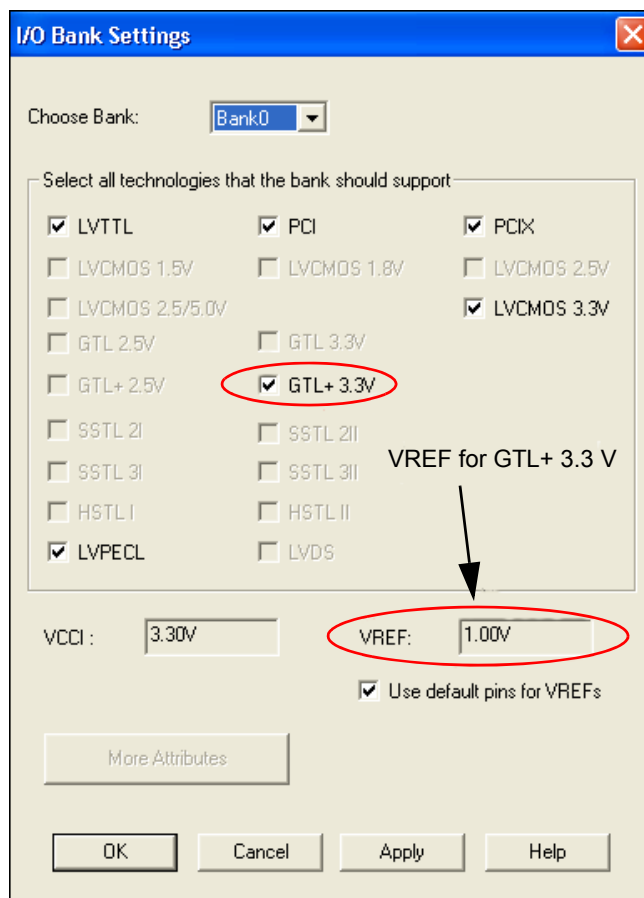 I/O Bank Settings
Choose Bank: Bank0
Select all technologies that the bank should support
LVTTL PCI PCIX
LVCMOS 1.5V LVCMOS 1.8V LVCMOS 2.5V
LVCMOS 2.5/5.0V LVCMOS 3.3V
GTL 2.5V GTL 3.3V
GTL+ 2.5V GTL+ 3.3V
SSTL 2I SSTL 2II
VREF for GTL+ 3.3 V
SSTL 3I SSTL 3II
HSTL I HSTL II
LVPECL LVDS
VCCI : 3.30V VREF: 1.00V
Use default pins for VREFs
More Attributes
OK Cancel Apply Help